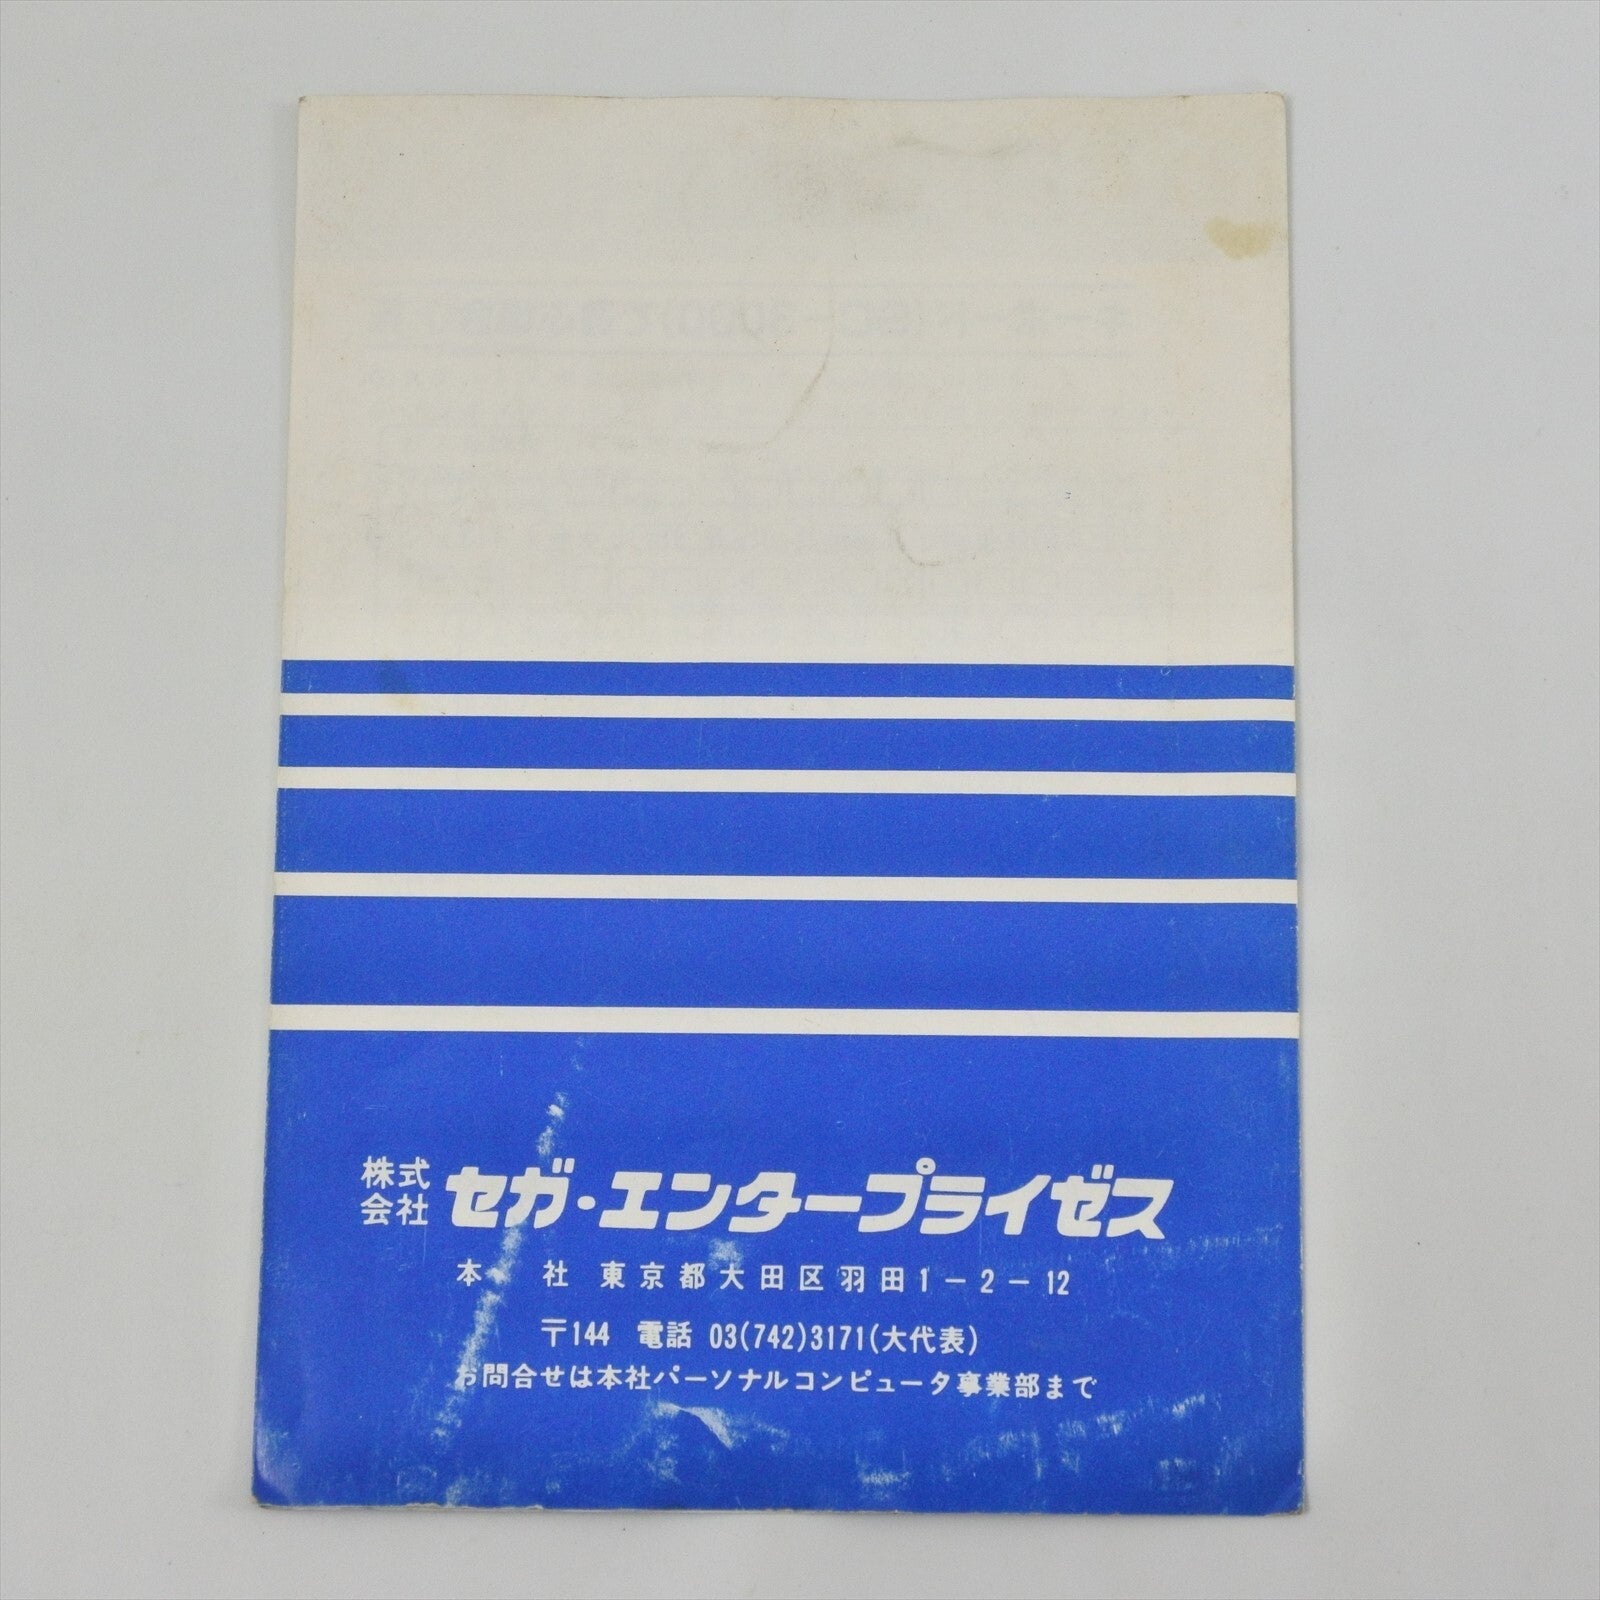 株式会社 セガ・エンタープライゼス
本 社 東京都大田区羽田1-2-12
〒144 電話 03(742)3171(大代表)
お問合せは本社パーソナルコンピュータ事業部まで